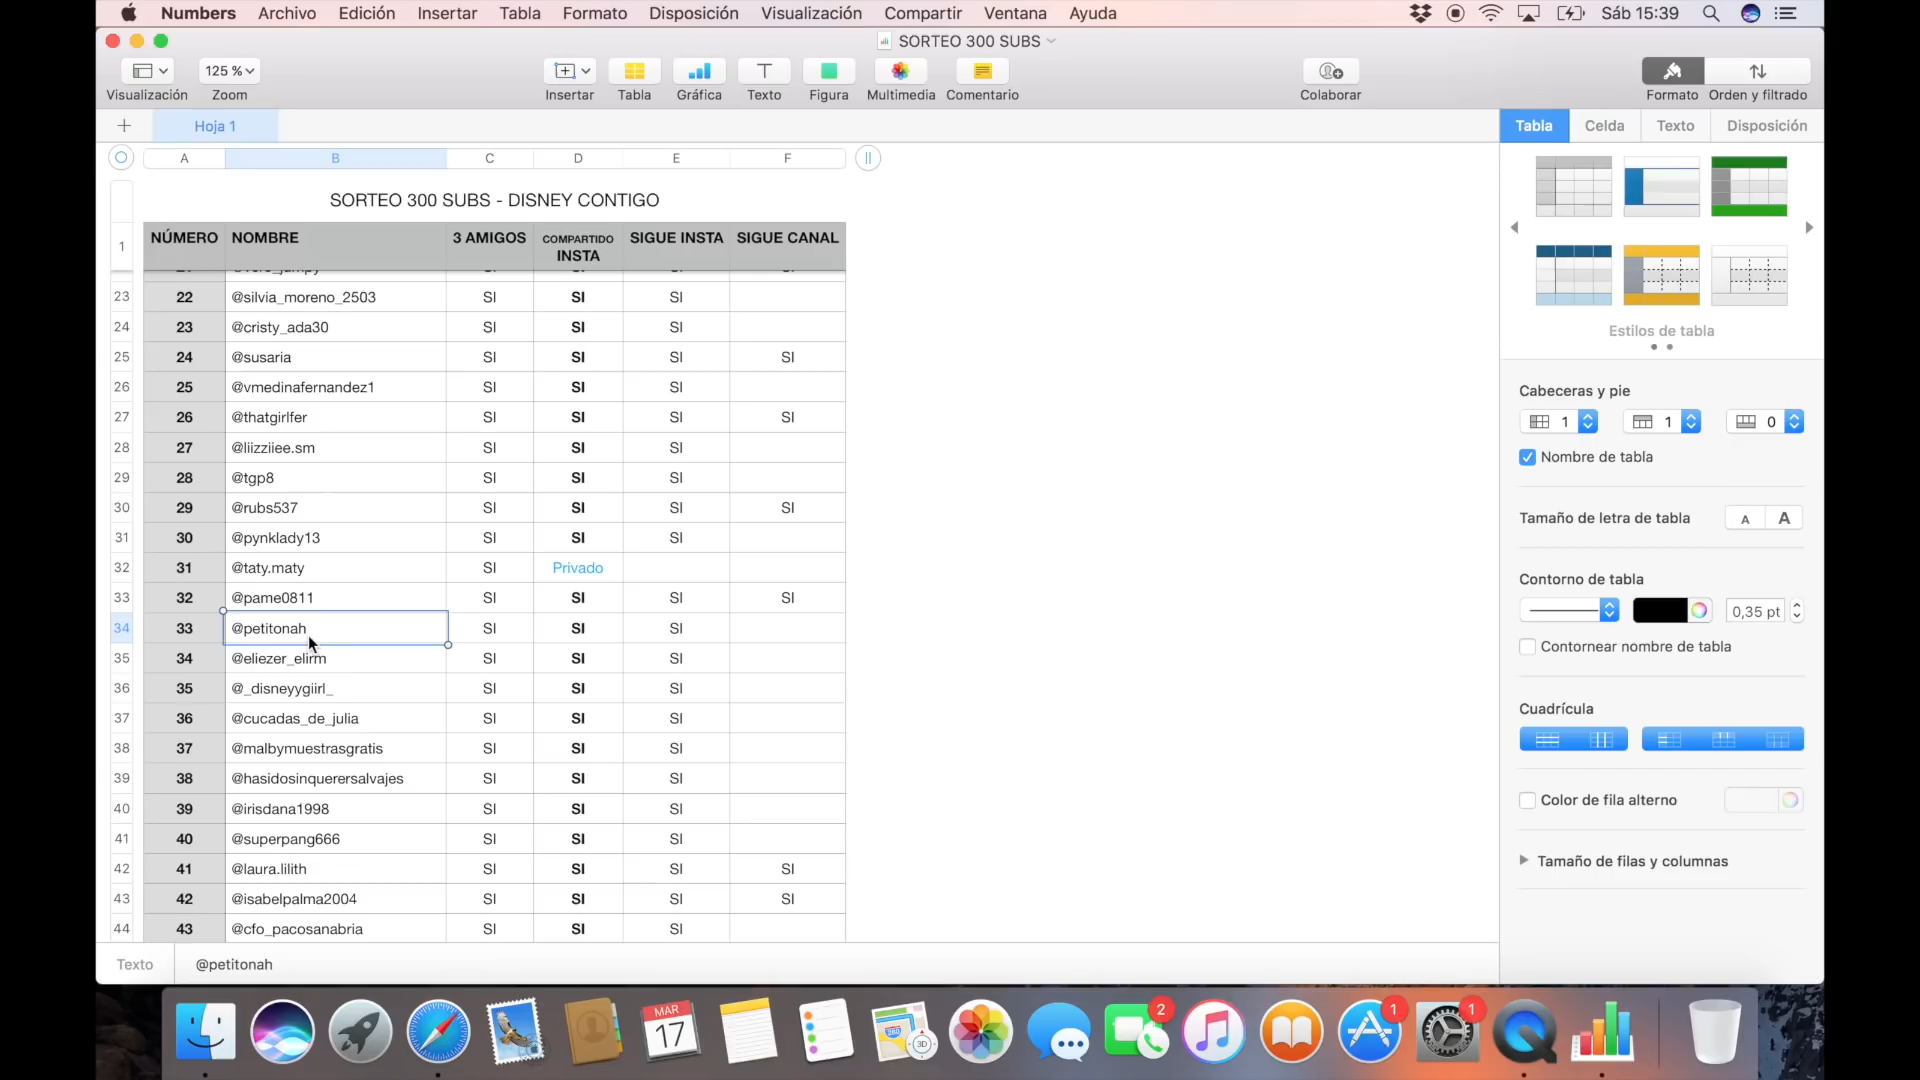 Numbers Archivo Edición Insertar Tabla Formato Disposición Visualización Compartir Ventana Ayuda Sáb 15:39
SORTEO 300 SUBS
125 %
Visualización Zoom Insertar Tabla Gráfica Texto Figura Multimedia Comentario Colaborar Formato Orden y filtrado
Hoja 1
Tabla Celda Texto Disposición
A B C D E F
SORTEO 300 SUBS - DISNEY CONTIGO
1 NÚMERO NOMBRE 3 AMIGOS COMPARTIDO INSTA SIGUE INSTA SIGUE CANAL
23 22 @silvia_moreno_2503 SI SI SI
24 23 @cristy_ada30 SI SI SI
25 24 @susaria SI SI SI SI
26 25 @vmedinafernandez1 SI SI SI
27 26 @thatgirlfer SI SI SI SI
28 27 @liizziiee.sm SI SI SI
29 28 @tgp8 SI SI SI
30 29 @rubs537 SI SI SI SI
31 30 @pynklady13 SI SI SI
32 31 @taty.maty SI Privado
33 32 @pame0811 SI SI SI SI
34 33 @petitonah SI SI SI
35 34 @eliezer_elirm SI SI SI
36 35 @_disneyygiirl_ SI SI SI
37 36 @cucadas_de_julia SI SI SI
38 37 @malbymuestrasgratis SI SI SI
39 38 @hasidosinquerersalvajes SI SI SI
40 39 @irisdana1998 SI SI SI
41 40 @superpang666 SI SI SI
42 41 @laura.lilith SI SI SI SI
43 42 @isabelpalma2004 SI SI SI SI
44 43 @cfo_pacosanabria SI SI SI
Texto @petitonah
Estilos de tabla
Cabeceras y pie
1 1 0
Nombre de tabla
Tamaño de letra de tabla A A
Contorno de tabla
0,35 pt
Contornear nombre de tabla
Cuadrícula
Color de fila alterno
Tamaño de filas y columnas
MAR
17
3D
2
1
1